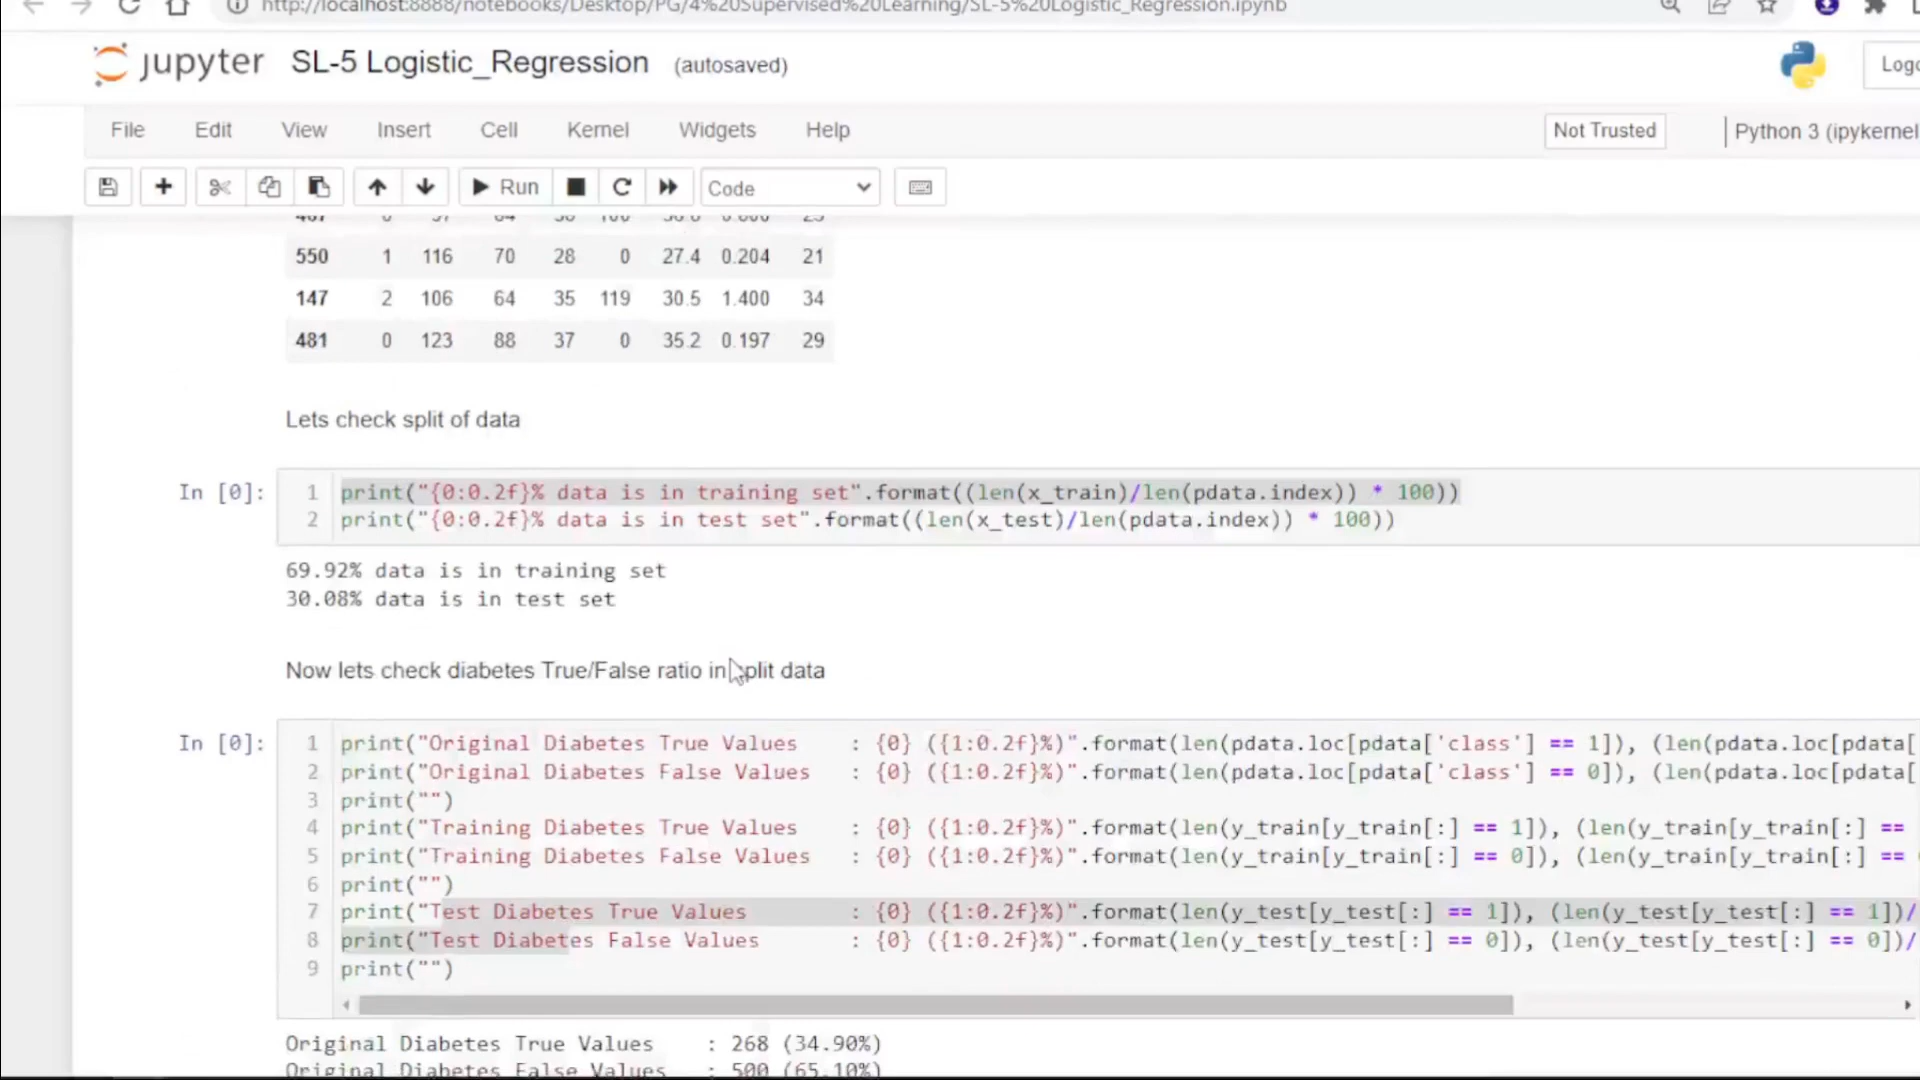 http://localhost:8888/notebooks/Desktop/PG/4%20Supervised%20Learning/SL-5%20Logistic_Regression.ipynb
jupyter SL-5 Logistic_Regression (autosaved)
File Edit View Insert Cell Kernel Widgets Help Not Trusted Python 3 (ipykernel
Run Code
550 1 116 70 28 0 27.4 0.204 21
147 2 106 64 35 119 30.5 1.400 34
481 0 123 88 37 0 35.2 0.197 29
Lets check split of data
In [0]: 1 print("{0:0.2f}% data is in training set".format((len(x_train)/len(pdata.index)) * 100))
2 print("{0:0.2f}% data is in test set".format((len(x_test)/len(pdata.index)) * 100))
69.92% data is in training set
30.08% data is in test set
Now lets check diabetes True/False ratio in split data
In [0]: 1 print("Original Diabetes True Values    : {0} ({1:0.2f}%)".format(len(pdata.loc[pdata['class'] == 1]), (len(pdata.loc[pdata[
2 print("Original Diabetes False Values   : {0} ({1:0.2f}%)".format(len(pdata.loc[pdata['class'] == 0]), (len(pdata.loc[pdata[
3 print("")
4 print("Training Diabetes True Values    : {0} ({1:0.2f}%)".format(len(y_train[y_train[:] == 1]), (len(y_train[y_train[:] ==
5 print("Training Diabetes False Values   : {0} ({1:0.2f}%)".format(len(y_train[y_train[:] == 0]), (len(y_train[y_train[:] ==
6 print("")
7 print("Test Diabetes True Values        : {0} ({1:0.2f}%)".format(len(y_test[y_test[:] == 1]), (len(y_test[y_test[:] == 1])/
8 print("Test Diabetes False Values       : {0} ({1:0.2f}%)".format(len(y_test[y_test[:] == 0]), (len(y_test[y_test[:] == 0])/
9 print("")
Original Diabetes True Values    : 268 (34.90%)
Original Diabetes False Values   : 500 (65.10%)